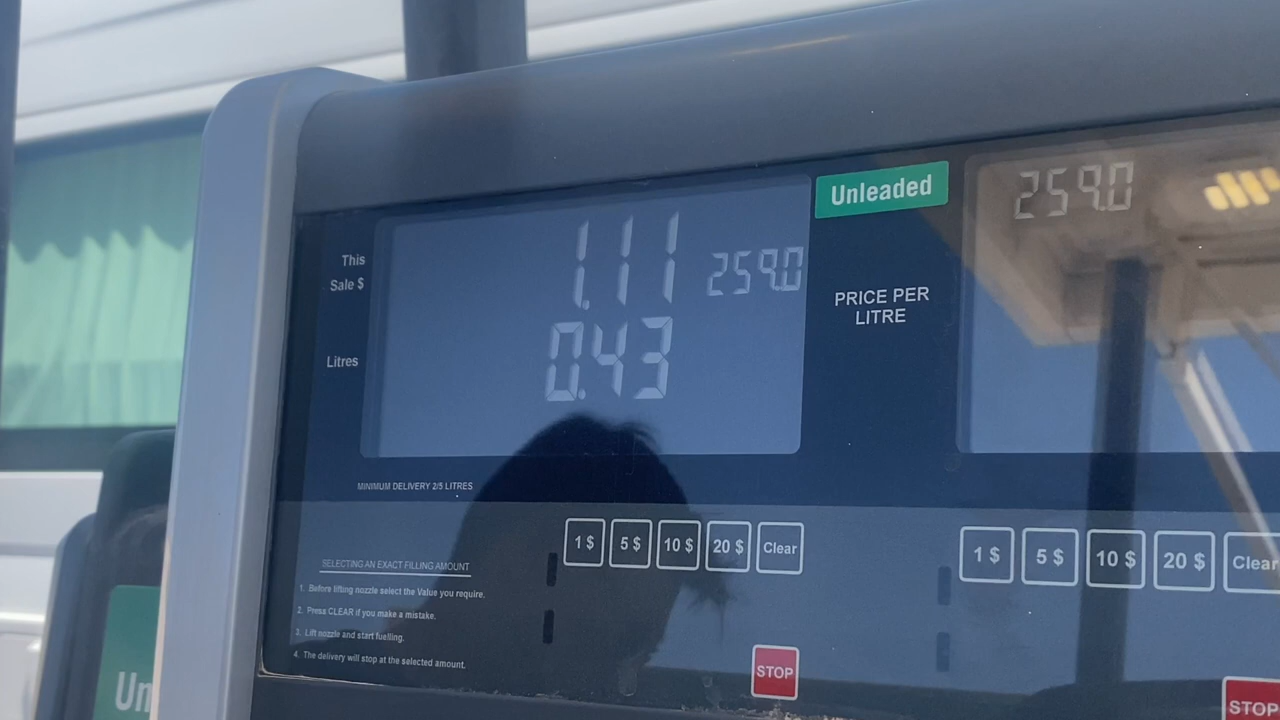 Unleaded
259.0
This
Sale $
1.11
259.0
PRICE PER
LITRE
Litres
0.43
MINIMUM DELIVERY 2/5 LITRES
1 $
5 $
10 $
20 $
Clear
1 $
5 $
10 $
20 $
Clear
SELECTING AN EXACT FILLING AMOUNT
1. Before lifting nozzle select the Value you require.
2. Press CLEAR if you make a mistake.
3. Lift nozzle and start fuelling.
4. The delivery will stop at the selected amount.
STOP
STOP
Un